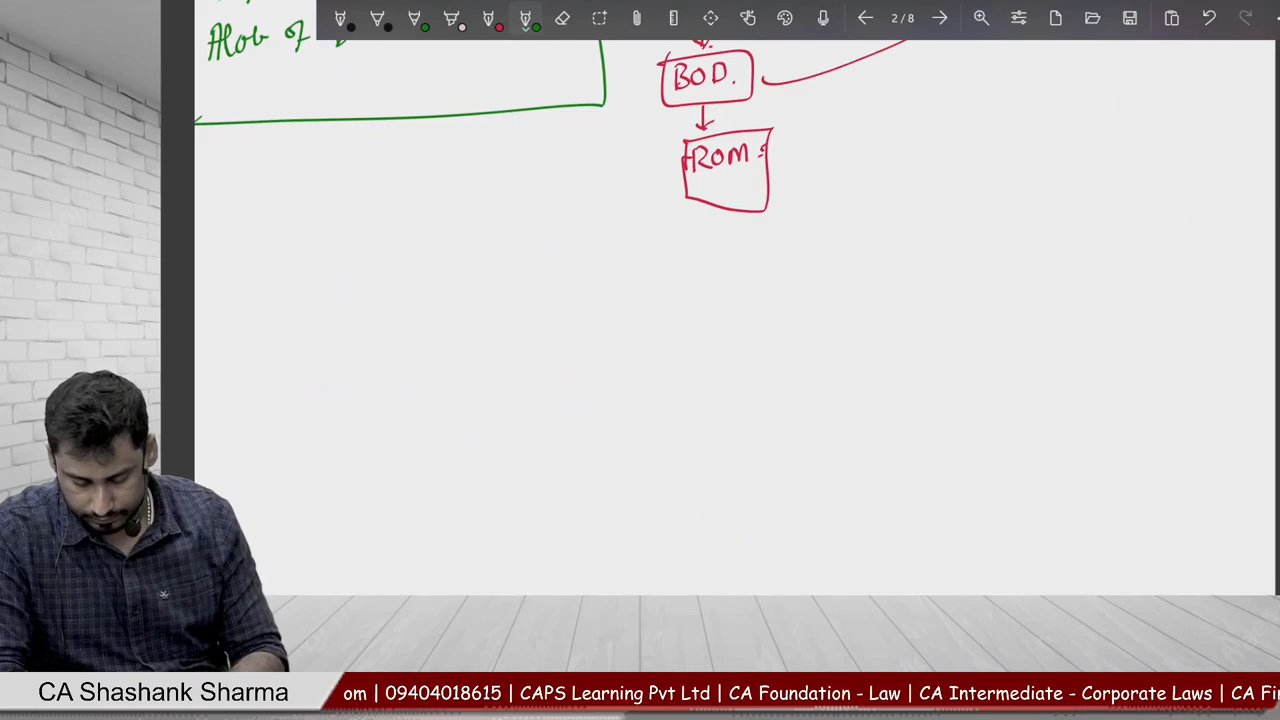 2/8
Allot of
BOD.
ROM:
CA Shashank Sharma
om | 09404018615 | CAPS Learning Pvt Ltd | CA Foundation - Law | CA Intermediate - Corporate Laws | CA Fi